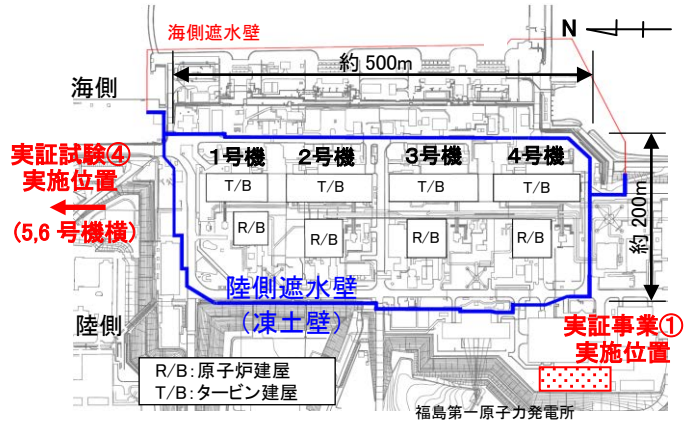 海側遮水壁
N
約 500m
海側
実証試験④
実施位置
(5,6 号機横)
1号機
2号機
3号機
4号機
T/B
T/B
T/B
T/B
R/B
R/B
R/B
R/B
約 200m
陸側遮水壁
(凍土壁)
陸側
実証事業①
実施位置
R/B:原子炉建屋
T/B:タービン建屋
福島第一原子力発電所